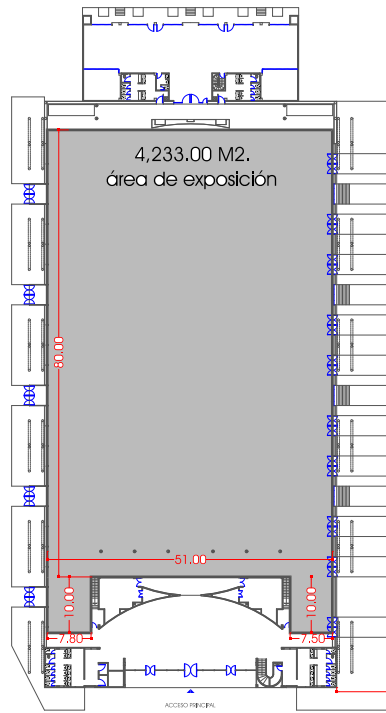 4,233.00 M2.
área de exposición
80.00
51.00
10.00
10.00
7.80
7.50
ACCESO PRINCIPAL